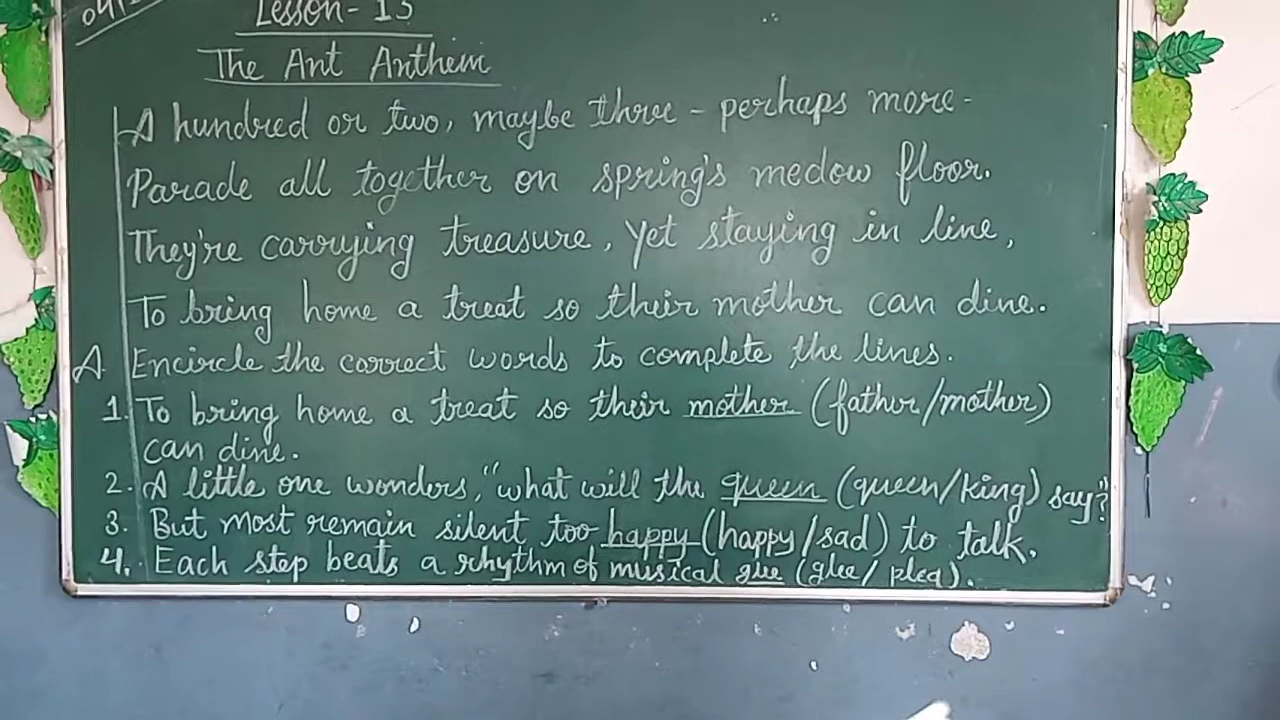 Lesson- 13
The Ant Anthem
A hundred or two, maybe three - perhaps more-
Parade all together on spring's medow floor.
They're carrying treasure, Yet staying in line,
To bring home a treat so their mother can dine.
A Encircle the correct words to complete the lines.
1. To bring home a treat so their mother (father/mother)
can dine.
2. A little one wonders, "what will the queen (queen/king) say?
3. But most remain silent too happy (happy/sad) to talk.
4. Each step beats a rhythm of musical glee (glee/plea).